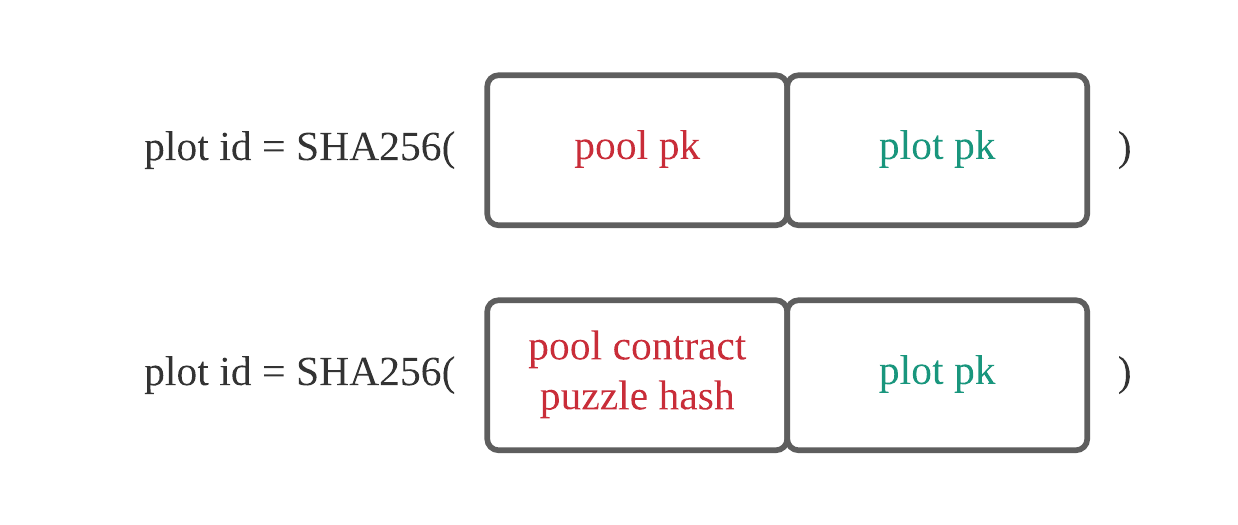 plot id = SHA256( pool pk plot pk )
plot id = SHA256( pool contract
puzzle hash plot pk )